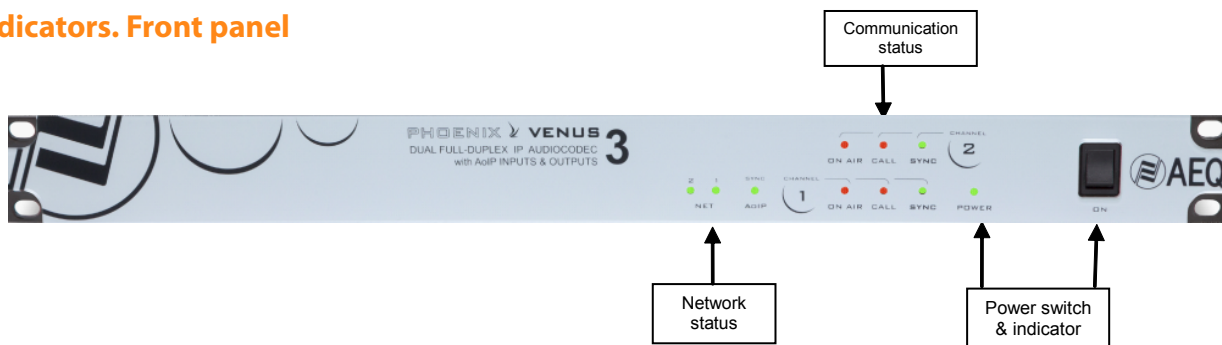 dicators. Front panel
Communication
status
PHOENIX VENUS 3
DUAL FULL-DUPLEX IP AUDIOCODEC
with AoIP INPUTS & OUTPUTS
CHANNEL
2
ON AIR CALL SYNC
2 1 SYNC
NET AoIP
CHANNEL
1
ON AIR CALL SYNC POWER
ON
AEQ
Network
status
Power switch
& indicator